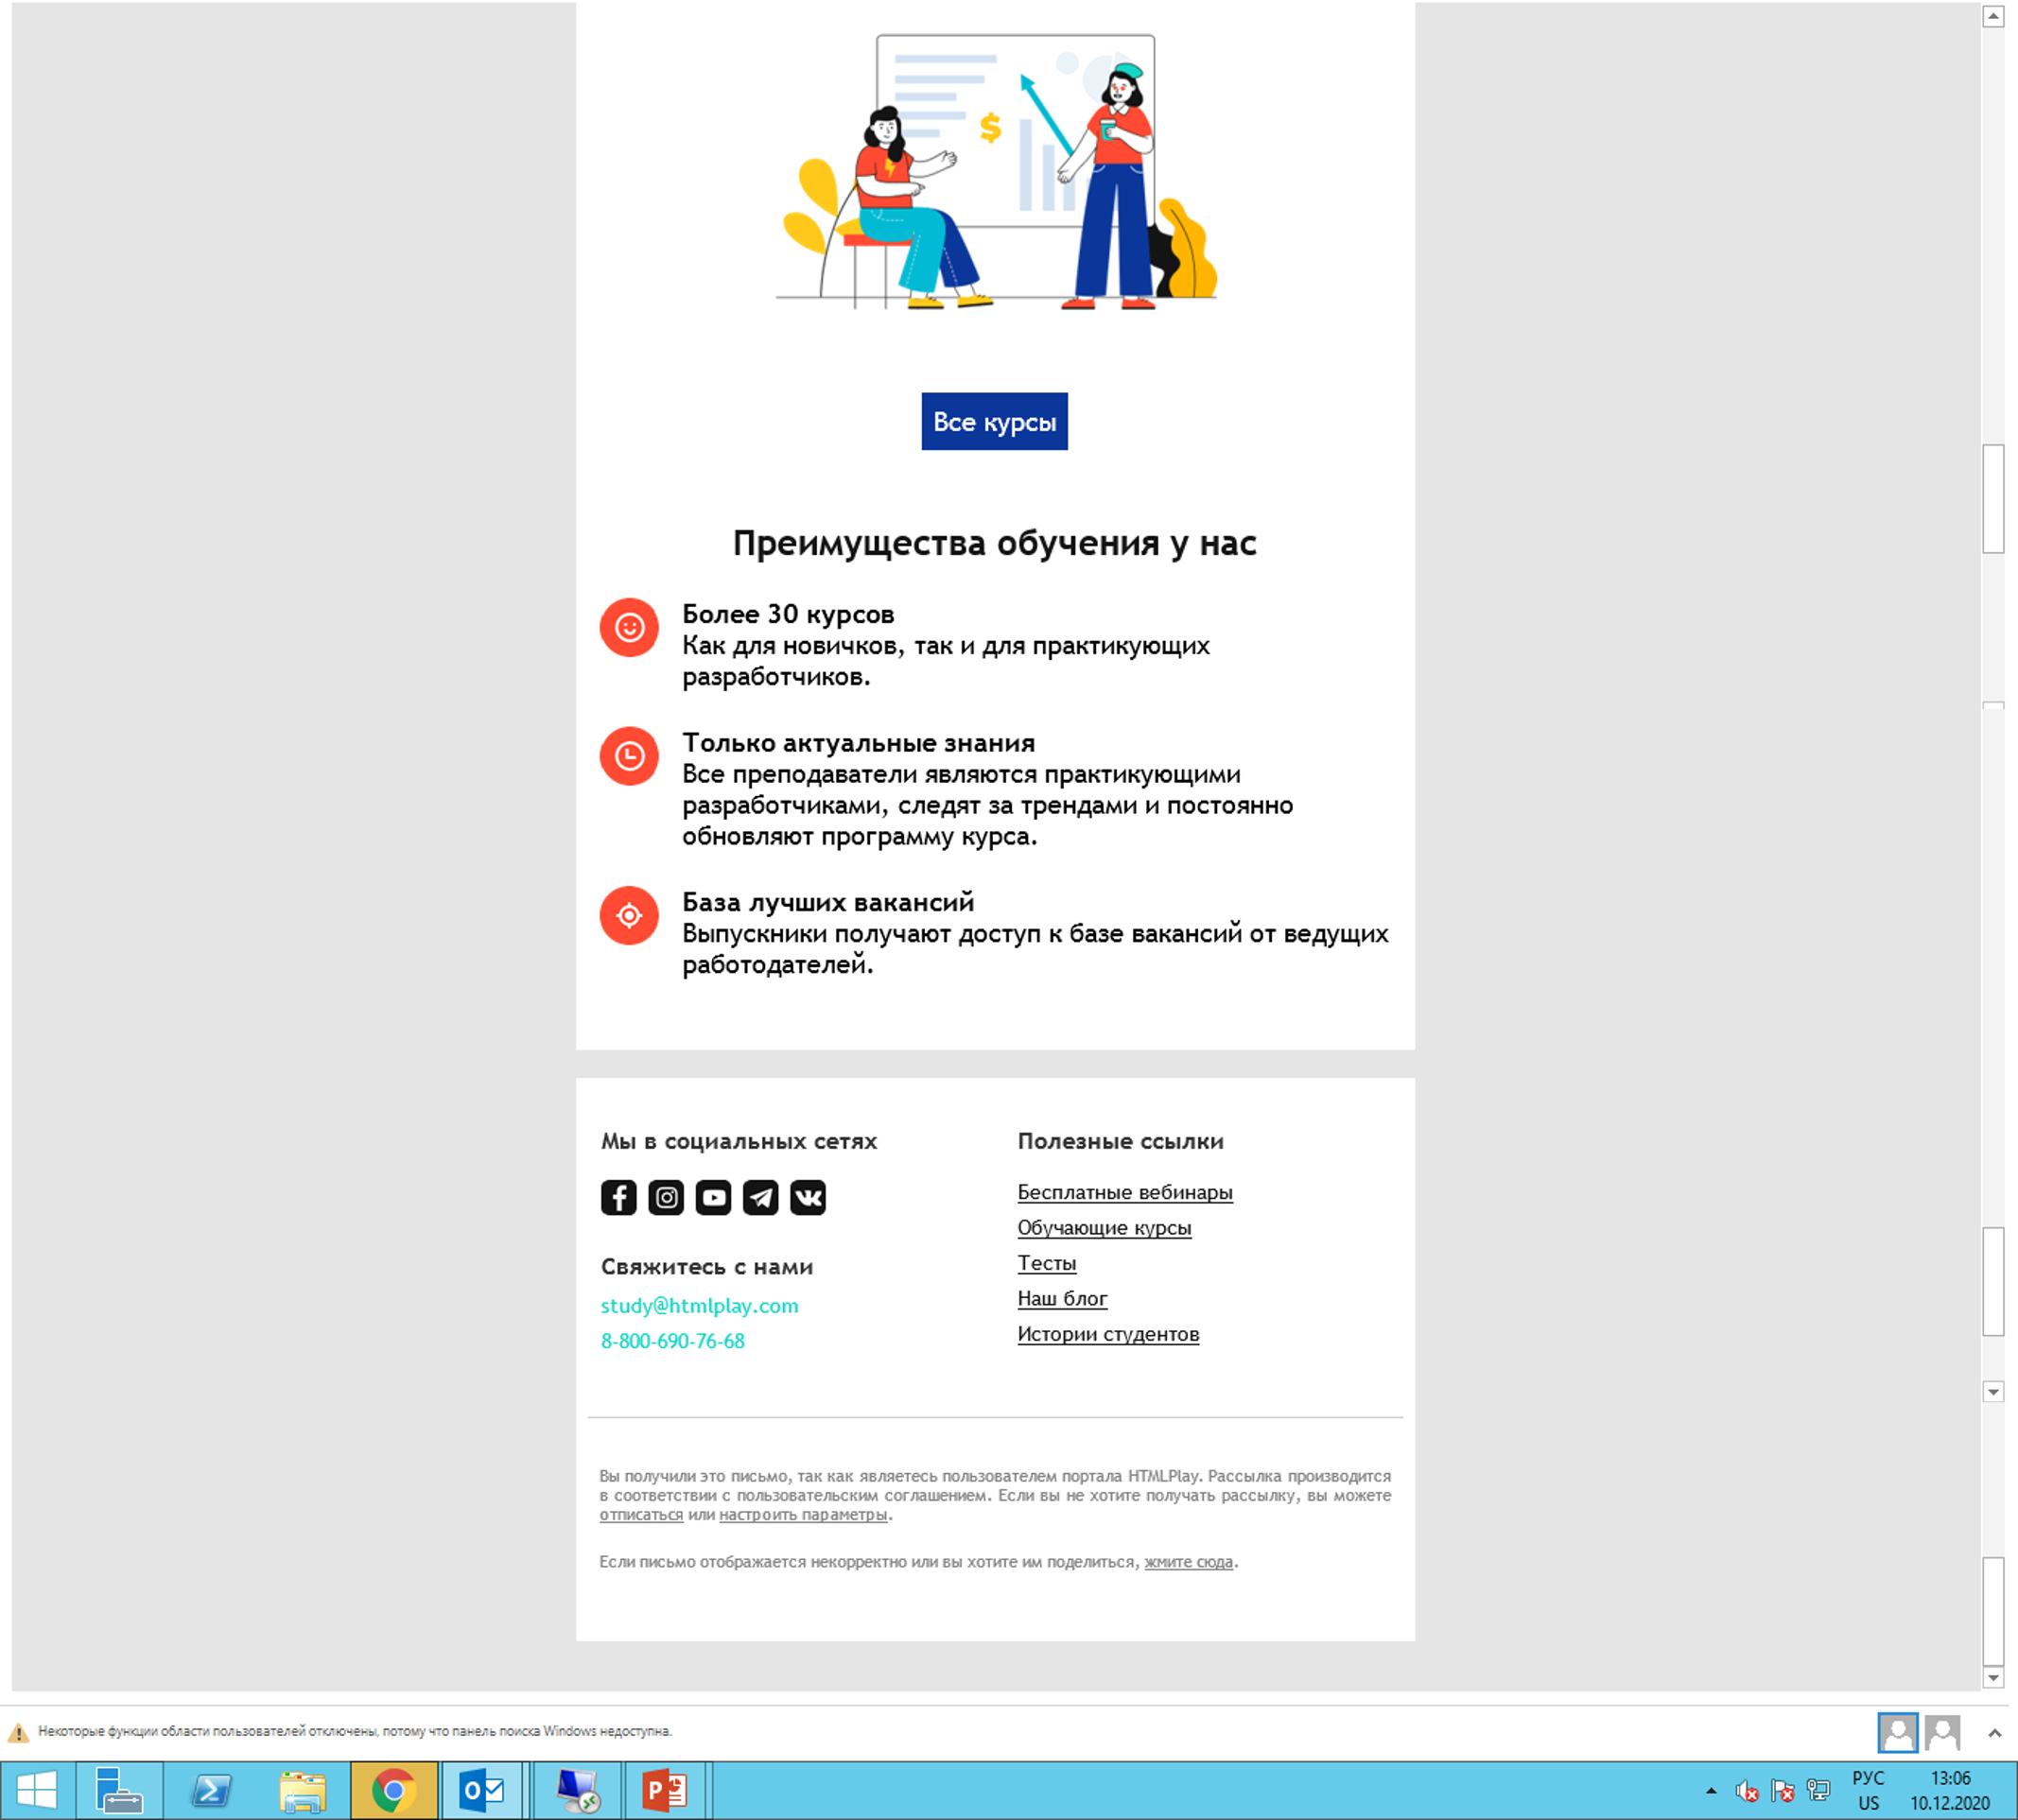 $
Все курсы
Преимущества обучения у нас
Более 30 курсов
Как для новичков, так и для практикующих
разработчиков.
Только актуальные знания
Все преподаватели являются практикующими
разработчиками, следят за трендами и постоянно
обновляют программу курса.
База лучших вакансий
Выпускники получают доступ к базе вакансий от ведущих
работодателей.
Мы в социальных сетях
Свяжитесь с нами
study@htmlplay.com
8-800-690-76-68
Полезные ссылки
Бесплатные вебинары
Обучающие курсы
Тесты
Наш блог
Истории студентов
Вы получили это письмо, так как являетесь пользователем портала HTMLPlay. Рассылка производится
в соответствии с пользовательским соглашением. Если вы не хотите получать рассылку, вы можете
отписаться или настроить параметры.
Если письмо отображается некорректно или вы хотите им поделиться, жмите сюда.
Некоторые функции области пользователей отключены, потому что панель поиска Windows недоступна.
РУС 13:06
US 10.12.2020